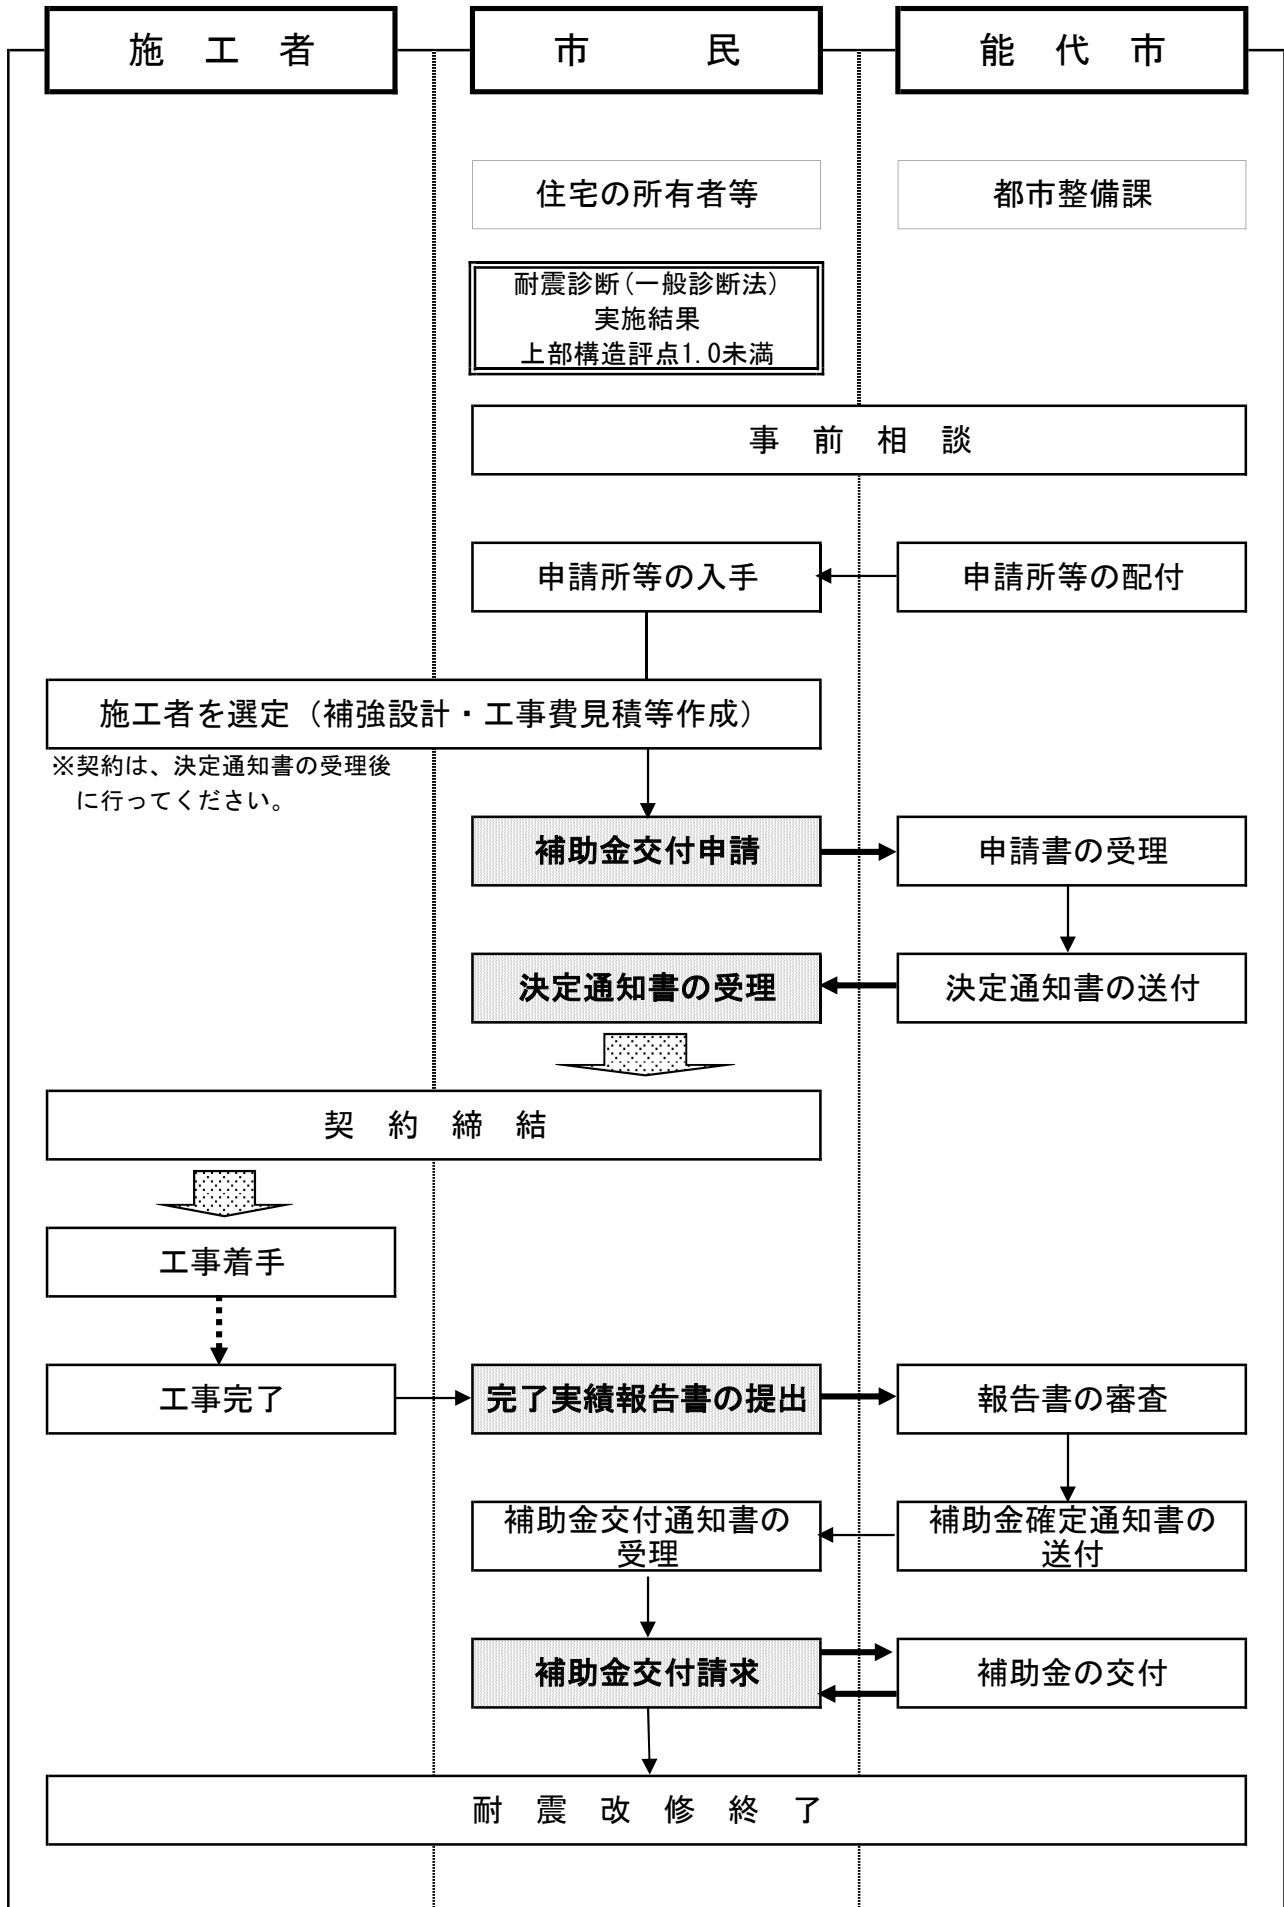 施　工　者
市　　　民
能　代　市
住宅の所有者等
都市整備課
耐震診断(一般診断法)
実施結果
上部構造評点1.0未満
事　前　相　談
申請所等の入手
申請所等の配付
施工者を選定（補強設計・工事費見積等作成）
※契約は、決定通知書の受理後
に行ってください。
補助金交付申請
申請書の受理
決定通知書の受理
決定通知書の送付
契　約　締　結
工事着手
工事完了
完了実績報告書の提出
報告書の審査
補助金交付通知書の
受理
補助金確定通知書の
送付
補助金交付請求
補助金の交付
耐　震　改　修　終　了